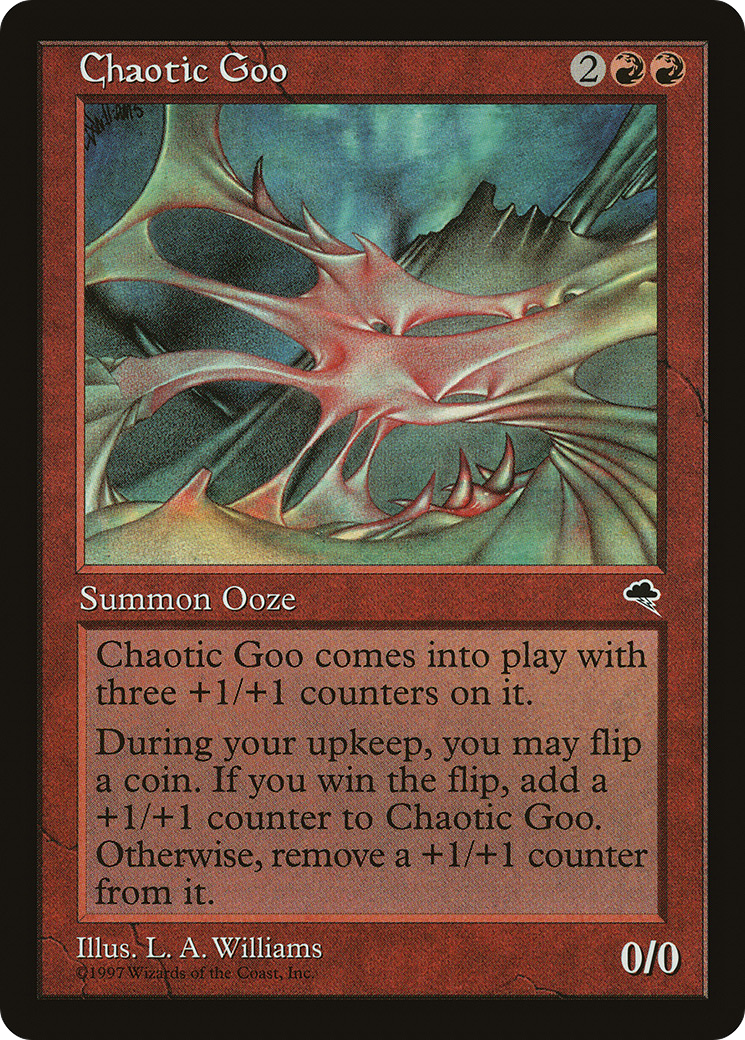 Chaotic Goo
2
Williams
Summon Ooze
Chaotic Goo comes into play with
three +1/+1 counters on it.
During your upkeep, you may flip
a coin. If you win the flip, add a
+1/+1 counter to Chaotic Goo.
Otherwise, remove a +1/+1 counter
from it.
Illus. L. A. Williams
0/0
©1997 Wizards of the Coast, Inc.